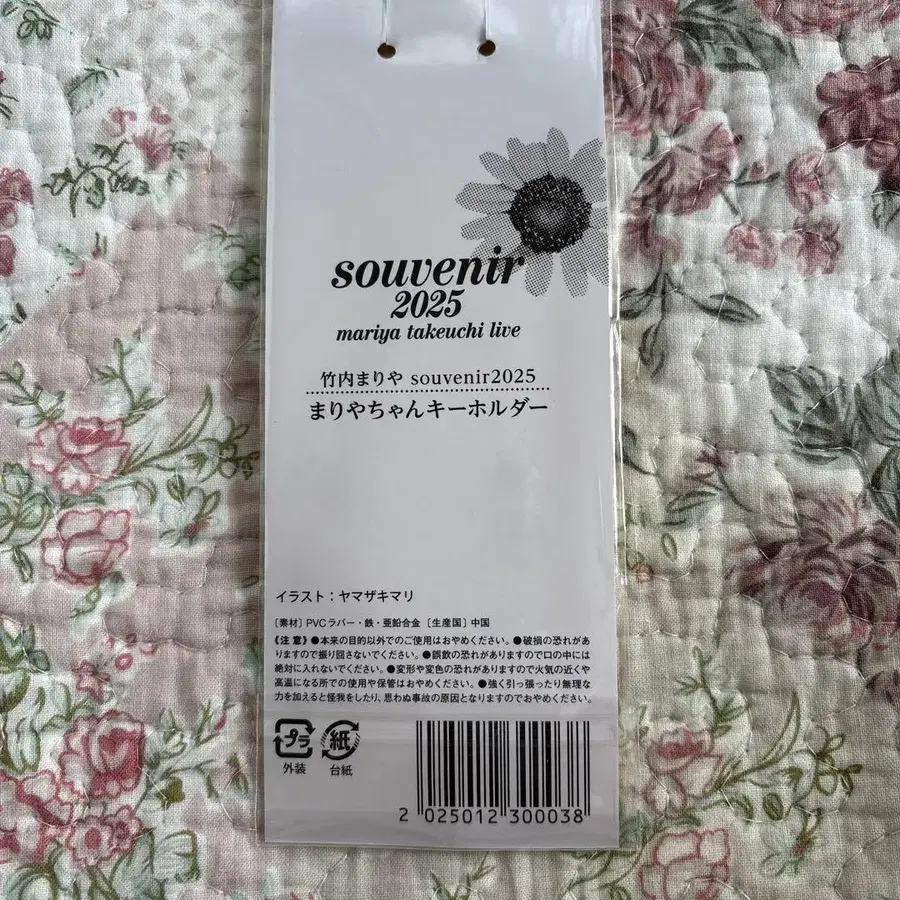 souvenir
2025
mariya takeuchi live
竹内まりや souvenir2025
まりやちゃんキーホルダー
イラスト：ヤマザキマリ
〔素材〕PVCラバー・鉄・亜鉛合金〔生産国〕中国
《注意》●本来の目的以外でのご使用はおやめください。●破損の恐れがあ
りますので振り回さないでください。●誤飲の恐れがありますので口の中には
絶対に入れないでください。●変形や変色の恐れがありますので火気の近くや
高温になる所での使用や保管はおやめください。●強く引っ張ったり無理な
力を加えると怪我をしたり、思わぬ事故の原因となりますのでおやめください。
プラ 紙
外装 台紙
2 025012 300038